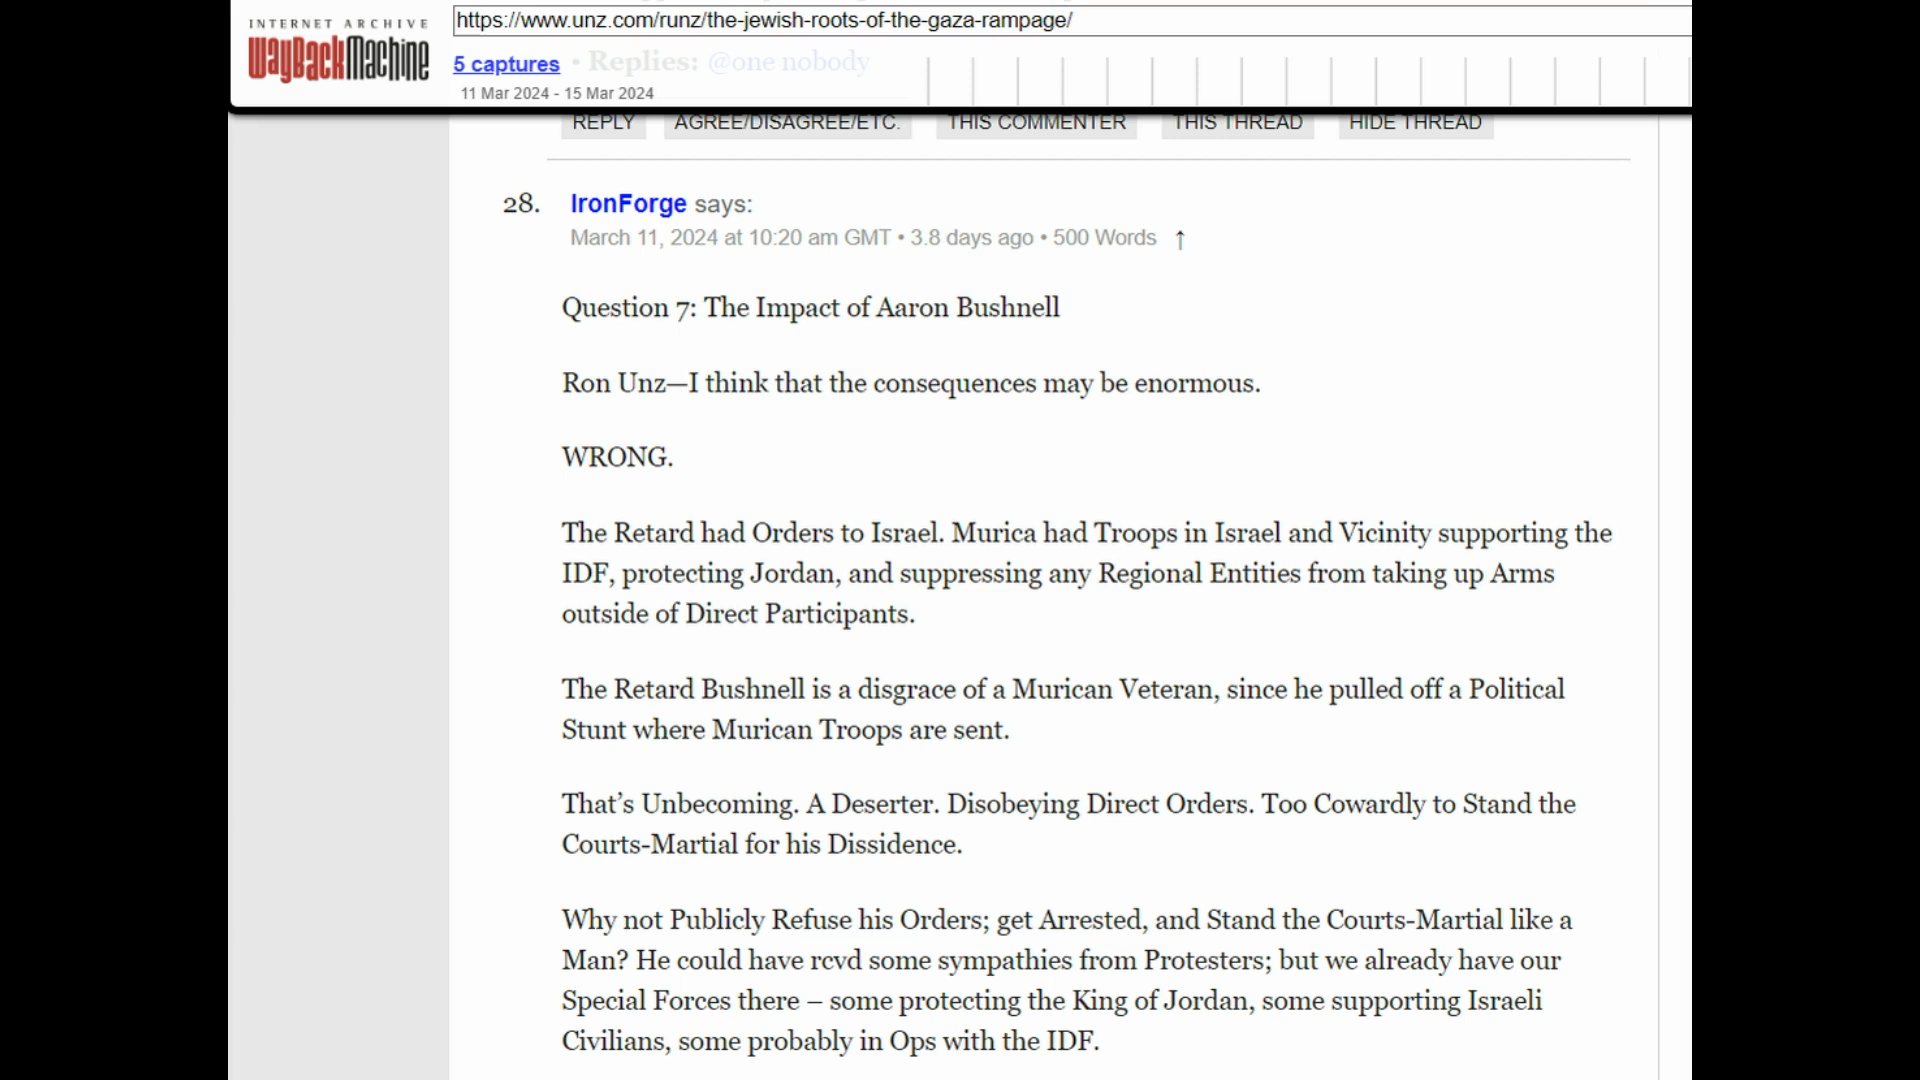 INTERNET ARCHIVE
WayBackMachine
https://www.unz.com/runz/the-jewish-roots-of-the-gaza-rampage/
5 captures
11 Mar 2024 - 15 Mar 2024
• Replies: @one nobody
REPLY AGREE/DISAGREE/ETC. THIS COMMENTER THIS THREAD HIDE THREAD
28. IronForge says:
March 11, 2024 at 10:20 am GMT • 3.8 days ago • 500 Words ↑
Question 7: The Impact of Aaron Bushnell
Ron Unz—I think that the consequences may be enormous.
WRONG.
The Retard had Orders to Israel. Murica had Troops in Israel and Vicinity supporting the
IDF, protecting Jordan, and suppressing any Regional Entities from taking up Arms
outside of Direct Participants.
The Retard Bushnell is a disgrace of a Murican Veteran, since he pulled off a Political
Stunt where Murican Troops are sent.
That’s Unbecoming. A Deserter. Disobeying Direct Orders. Too Cowardly to Stand the
Courts-Martial for his Dissidence.
Why not Publicly Refuse his Orders; get Arrested, and Stand the Courts-Martial like a
Man? He could have rcvd some sympathies from Protesters; but we already have our
Special Forces there – some protecting the King of Jordan, some supporting Israeli
Civilians, some probably in Ops with the IDF.